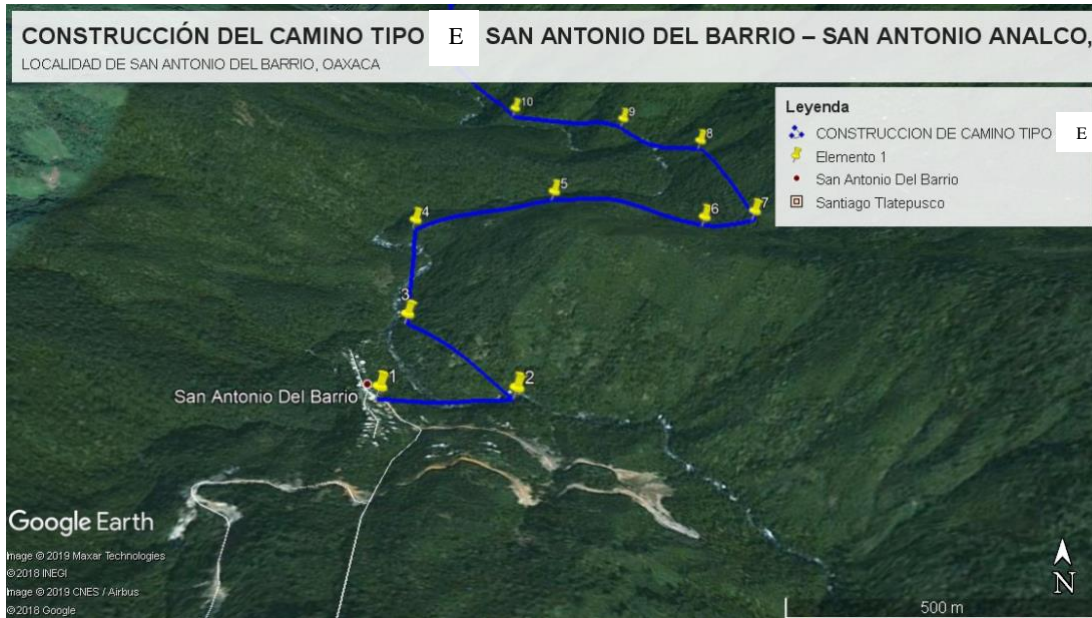 CONSTRUCCIÓN DEL CAMINO TIPO E SAN ANTONIO DEL BARRIO – SAN ANTONIO ANALCO,
LOCALIDAD DE SAN ANTONIO DEL BARRIO, OAXACA
Leyenda
CONSTRUCCION DE CAMINO TIPO E
Elemento 1
San Antonio Del Barrio
Santiago Tlatepusco
10
9
8
7
6
5
4
3
2
1
San Antonio Del Barrio
Google Earth
Image © 2019 Maxar Technologies
© 2018 INEGI
Image © 2019 CNES / Airbus
© 2018 Google
N
500 m